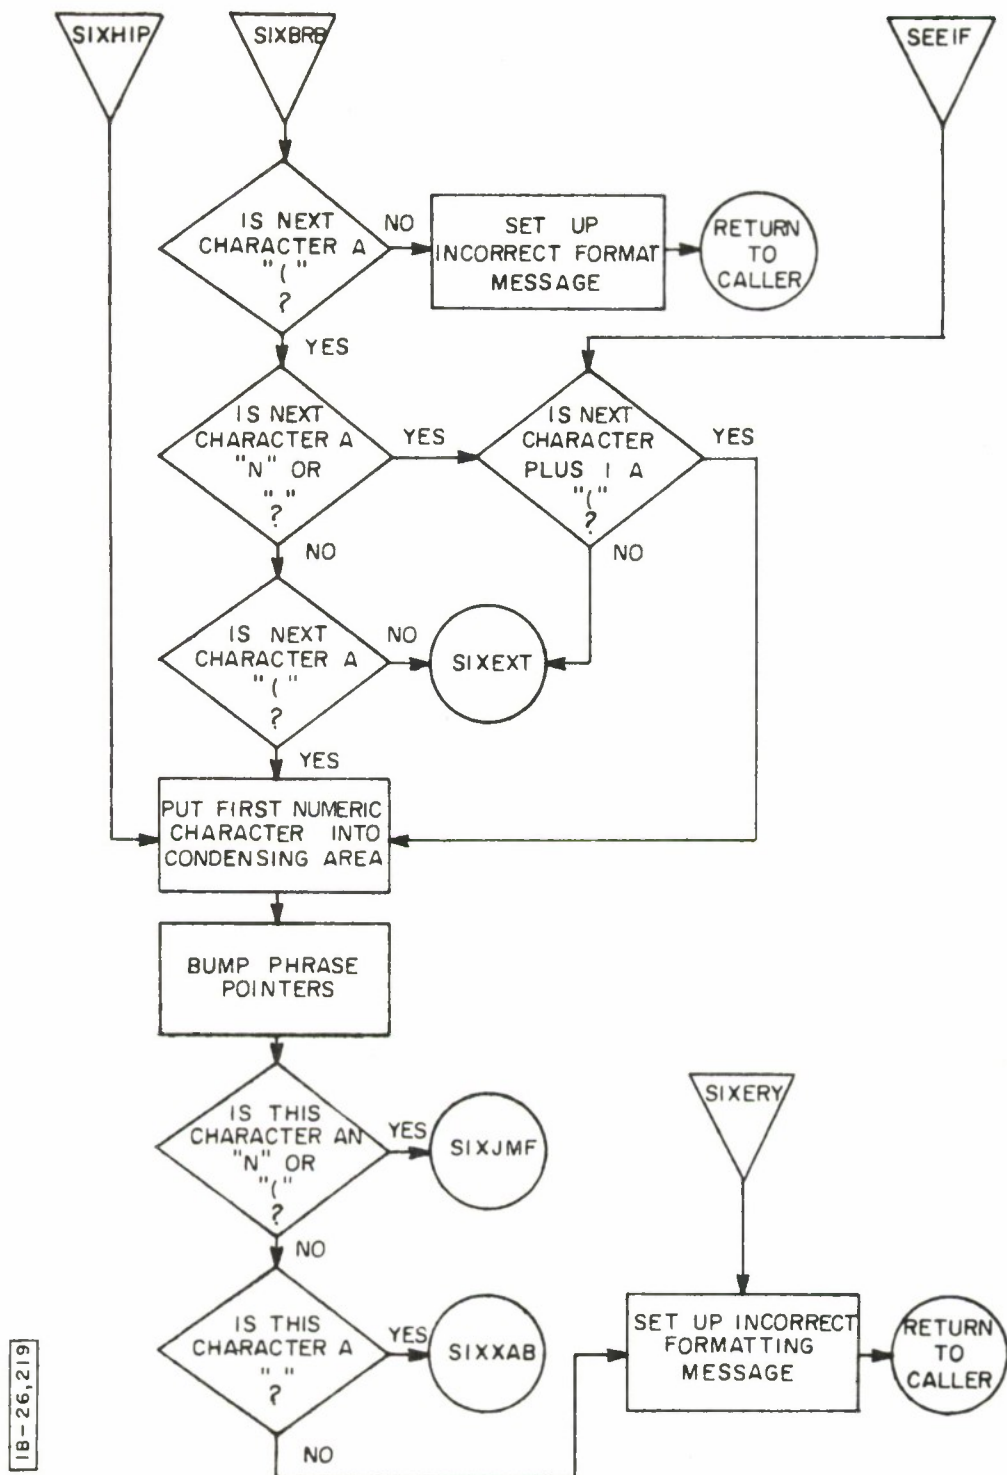 SIXHIP
SIXBRB
SEEIF
IS NEXT
CHARACTER A
"("
?
NO
SET UP
INCORRECT FORMAT
MESSAGE
RETURN
TO
CALLER
YES
IS NEXT
CHARACTER A
"N" OR
" "
?
YES
IS NEXT
CHARACTER
PLUS 1 A
"("
?
YES
NO
NO
IS NEXT
CHARACTER A
"("
?
NO
SIXEXT
YES
PUT FIRST NUMERIC
CHARACTER INTO
CONDENSING AREA
BUMP PHRASE
POINTERS
IS THIS
CHARACTER AN
"N" OR
"("
?
YES
SIXJMF
SIXERY
NO
IS THIS
CHARACTER A
" "
?
YES
SIXXAB
SET UP INCORRECT
FORMATTING
MESSAGE
RETURN
TO
CALLER
NO
IB-26,219